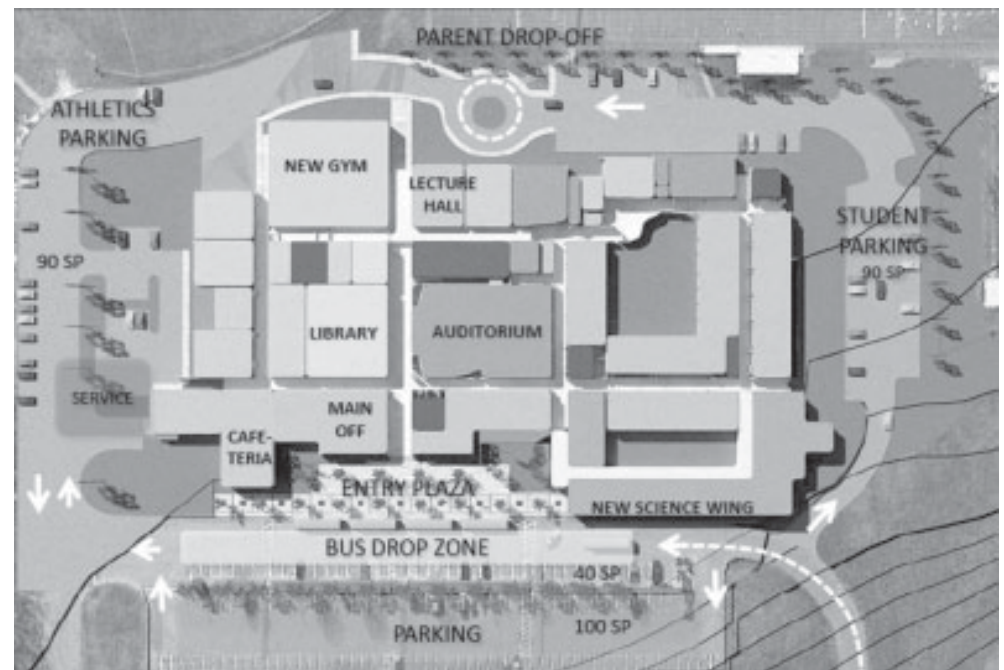 PARENT DROP-OFF
ATHLETICS
PARKING
NEW GYM
LECTURE
HALL
STUDENT
PARKING
90 SP
90 SP
LIBRARY
AUDITORIUM
SERVICE
MAIN
OFF
CAFE-
TERIA
ENTRY PLAZA
NEW SCIENCE WING
BUS DROP ZONE
40 SP
PARKING
100 SP